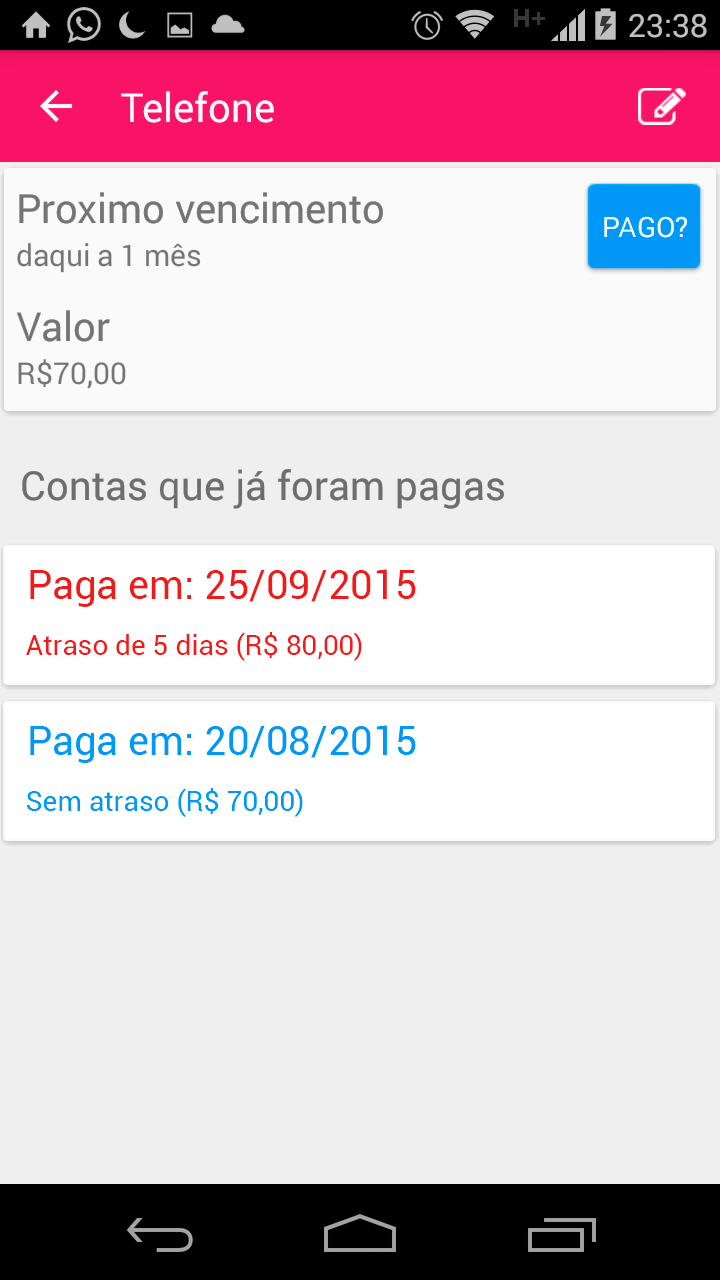 H+ 23:38
Telefone
Proximo vencimento
daqui a 1 mês
PAGO?
Valor
R$70,00
Contas que já foram pagas
Paga em: 25/09/2015
Atraso de 5 dias (R$ 80,00)
Paga em: 20/08/2015
Sem atraso (R$ 70,00)